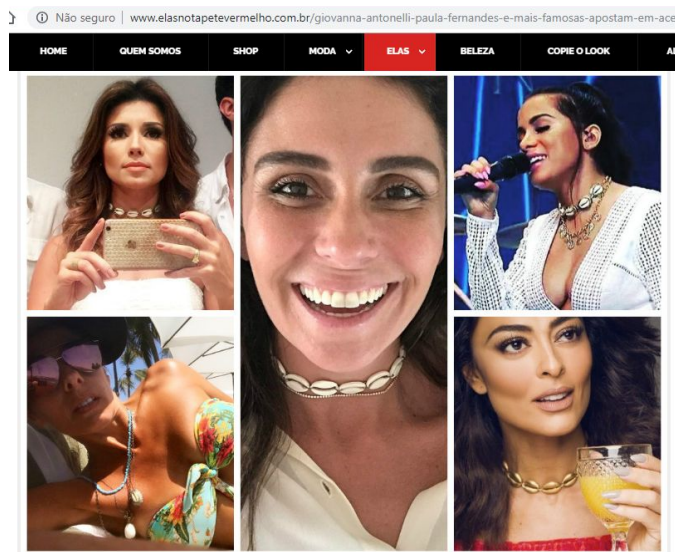 Não seguro | www.elasnotapetevermelho.com.br/giovanna-antonelli-paula-fernandes-e-mais-famosas-apostam-em-ace
HOME QUEM SOMOS SHOP MODA ELAS BELEZA COPIE O LOOK